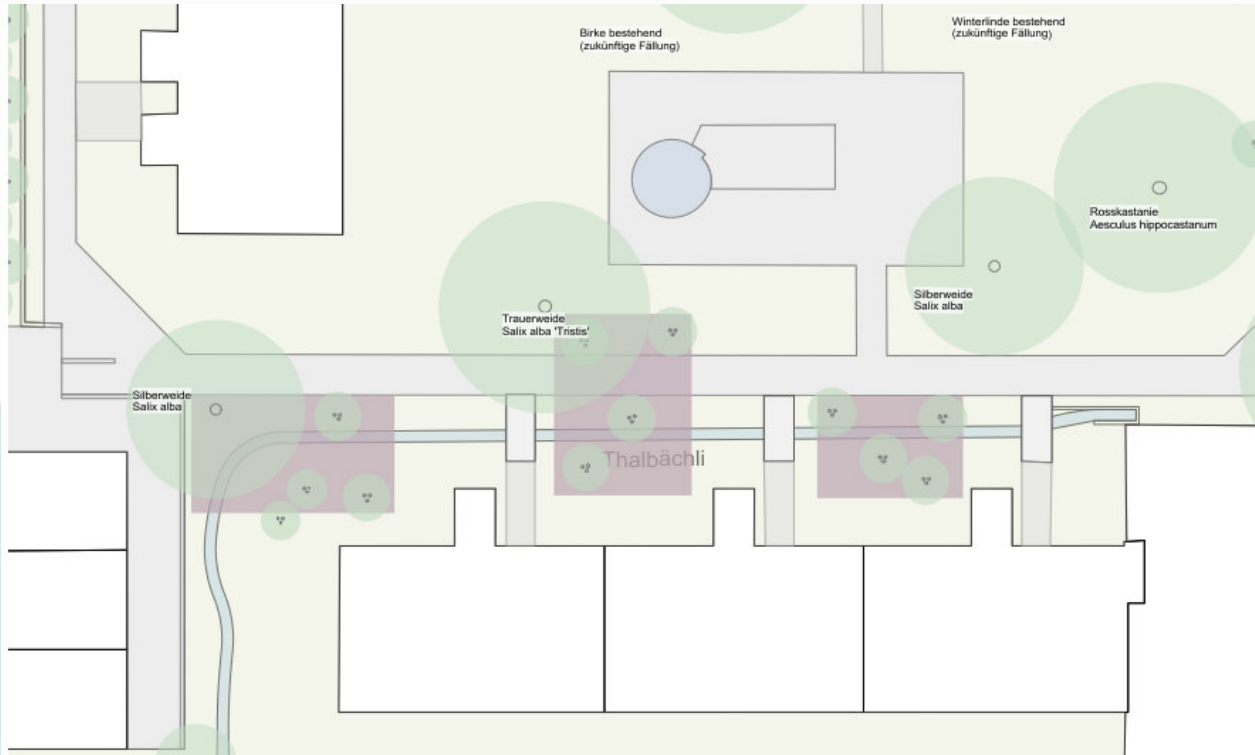 Birke bestehend
(zukünftige Fällung)
Winterlinde bestehend
(zukünftige Fällung)
Rosskastanie
Aesculus hippocastanum
Silberweide
Salix alba
Trauerweide
Salix alba 'Tristis'
Silberweide
Salix alba
Thalbächli